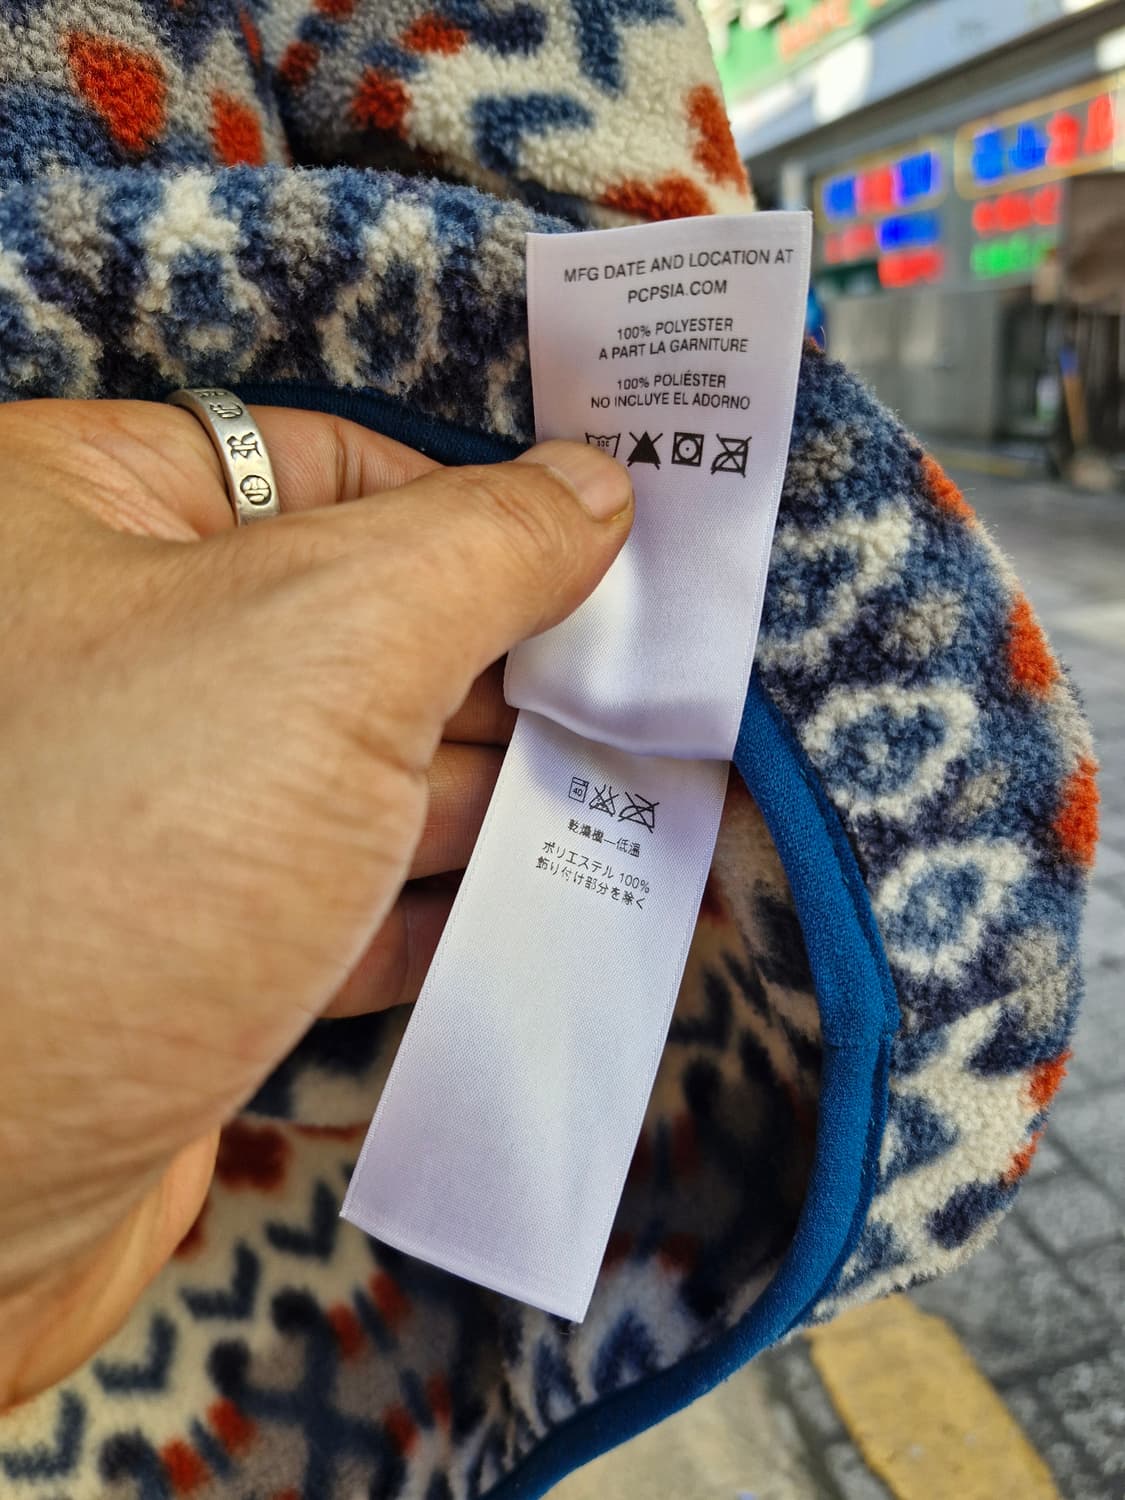 MFG DATE AND LOCATION AT
PCPSIA.COM
100% POLYESTER
A PART LA GARNITURE
100% POLIÉSTER
NO INCLUYE EL ADORNO
40
乾燥機—低温
ポリエステル 100%
飾り付け部分を除く